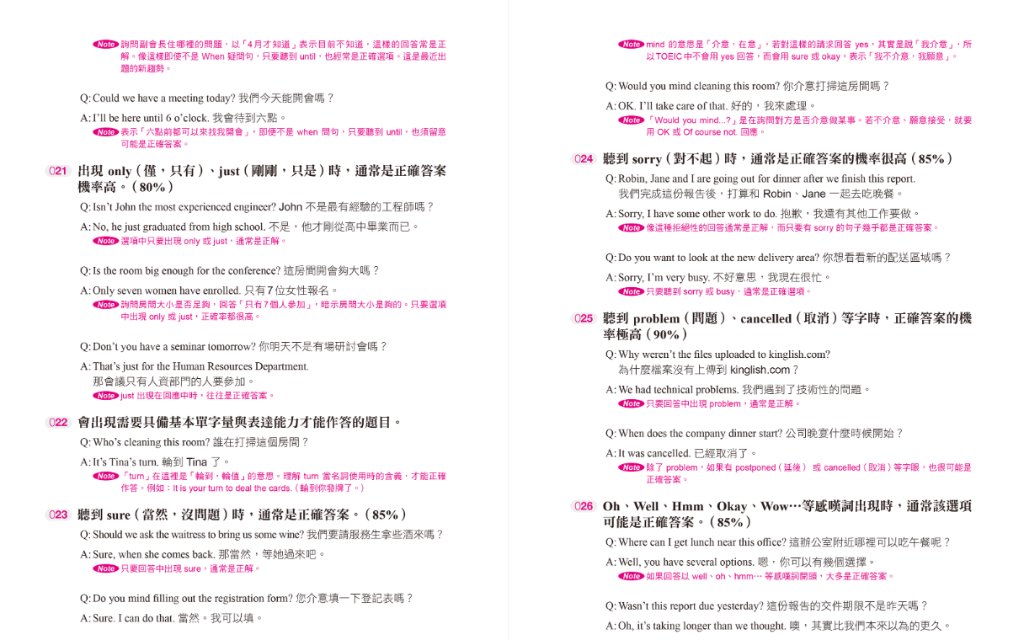 Note 詢問副會長住哪裡的問題，以「4月才知道」表示目前不知道，這樣的回答常是正
解。像這樣即便不是 When 疑問句，只要聽到 until，也經常是正確選項。這是最近出
題的新趨勢。
Q: Could we have a meeting today? 我們今天能開會嗎？
A: I'll be here until 6 o'clock. 我會待到六點。
Note 表示「六點前都可以來找我開會」，即便不是 when 問句，只要聽到 until，也須留意
可能是正確答案。
021 出現 only（僅，只有）、just（剛剛，只是）時，通常是正確答案
機率高。（80%）
Q: Isn't John the most experienced engineer? John 不是最有經驗的工程師嗎？
A: No, he just graduated from high school. 不是，他才剛從高中畢業而已。
Note 選項中只要出現 only 或 just，通常是正解。
Q: Is the room big enough for the conference? 這房間開會夠大嗎？
A: Only seven women have enrolled. 只有7位女性報名。
Note 詢問房間大小是否足夠，回答「只有7個人參加」，暗示房間大小是夠的。只要選項
中出現 only 或 just，正確率都很高。
Q: Don't you have a seminar tomorrow? 你明天不是有場研討會嗎？
A: That's just for the Human Resources Department.
那會議只有人資部門的人要參加。
Note just 出現在回應中時，往往是正確答案。
022 會出現需要具備基本單字量與表達能力才能作答的題目。
Q: Who's cleaning this room? 誰在打掃這個房間？
A: It's Tina's turn. 輪到 Tina 了。
Note 「turn」在這裡是「輪到，輪值」的意思。理解 turn 當名詞使用時的含義，才能正確
作答。例如：It is your turn to deal the cards.（輪到你發牌了。）
023 聽到 sure（當然，沒問題）時，通常是正確答案。（85%）
Q: Should we ask the waitress to bring us some wine? 我們要請服務生拿些酒來嗎？
A: Sure, when she comes back. 那當然，等她過來吧。
Note 只要回答中出現 sure，通常是正解。
Q: Do you mind filling out the registration form? 您介意填一下登記表嗎？
A: Sure. I can do that. 當然。我可以填。
Note mind 的意思是「介意，在意」，若對這樣的請求回答 yes，其實是說「我介意」，所
以TOEIC 中不會用 yes 回答，而會用 sure 或 okay，表示「我不介意，我願意」。
Q: Would you mind cleaning this room? 你介意打掃這房間嗎？
A: OK. I'll take care of that. 好的，我來處理。
Note 「Would you mind...?」是在詢問對方是否介意做某事。若不介意、願意接受，就要
用 OK 或 Of course not. 回應。
024 聽到 sorry（對不起）時，通常是正確答案的機率很高（85%）
Q: Robin, Jane and I are going out for dinner after we finish this report.
我們完成這份報告後，打算和 Robin、Jane 一起去吃晚餐。
A: Sorry, I have some other work to do. 抱歉，我還有其他工作要做。
Note 像這種拒絕性的回答通常是正解，而只要有 sorry 的句子幾乎都是正確答案。
Q: Do you want to look at the new delivery area? 你想看看新的配送區域嗎？
A: Sorry, I'm very busy. 不好意思，我現在很忙。
Note 只要聽到 sorry 或 busy，通常是正確選項。
025 聽到 problem（問題）、cancelled（取消）等字時，正確答案的機
率極高（90%）
Q: Why weren't the files uploaded to kinglish.com?
為什麼檔案沒有上傳到 kinglish.com？
A: We had technical problems. 我們遇到了技術性的問題。
Note 只要回答中出現 problem，通常是正解。
Q: When does the company dinner start? 公司晚宴什麼時候開始？
A: It was cancelled. 已經取消了。
Note 除了 problem，如果有 postponed（延後） 或 cancelled（取消）等字眼，也很可能是
正確答案。
026 Oh、Well、Hmm、Okay、Wow⋯等感嘆詞出現時，通常該選項
可能是正確答案。（85%）
Q: Where can I get lunch near this office? 這辦公室附近哪裡可以吃午餐呢？
A: Well, you have several options. 嗯，你可以有幾個選擇。
Note 如果回答以 well、oh、hmm⋯ 等感嘆詞開頭，大多是正確答案。
Q: Wasn't this report due yesterday? 這份報告的交件期限不是昨天嗎？
A: Oh, it's taking longer than we thought. 噢，其實比我們本來以為的更久。